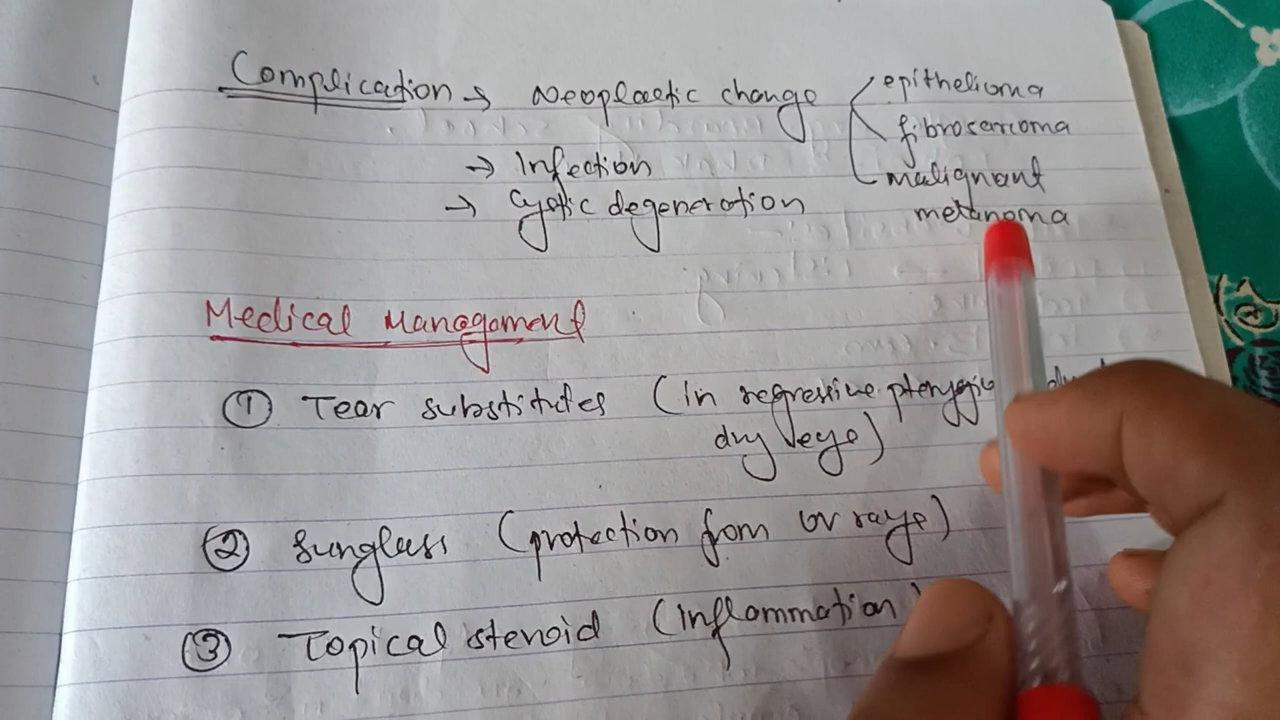 Complication → Neoplastic change epithelioma
fibrosarcoma
→ Infection malignant
→ Cystic degeneration melanoma
Medical Management
① Tear substitutes (in regressive
dry eye)
② Sunglass (protection from UV rays)
③ Topical steroid (Inflammation)